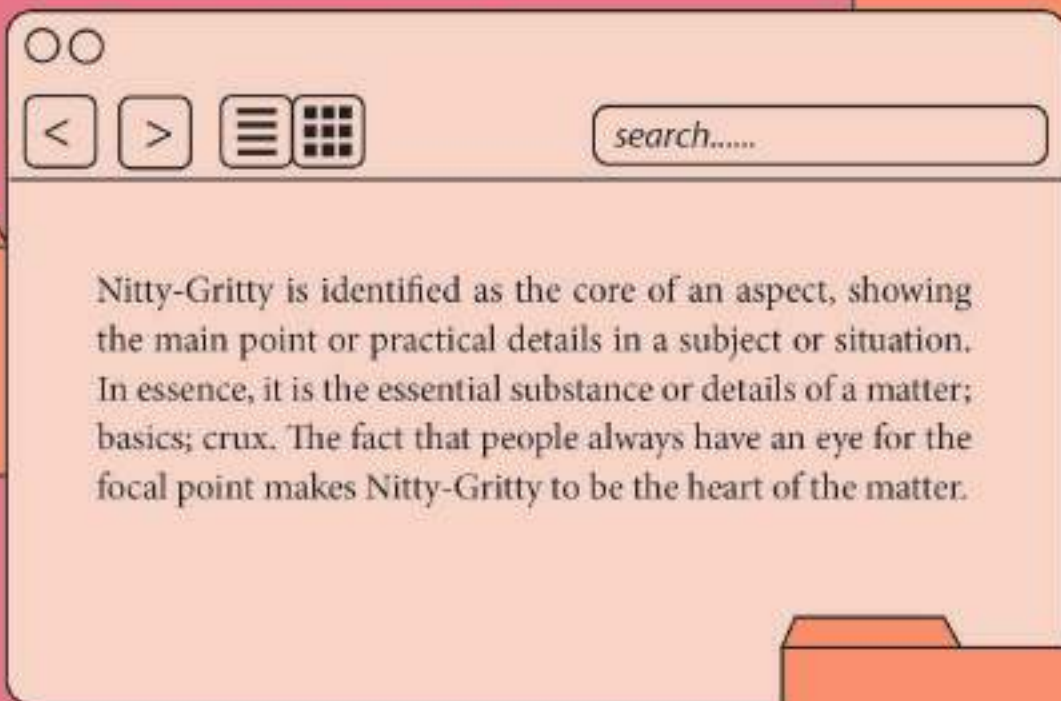 < >
search......
Nitty-Gritty is identified as the core of an aspect, showing
the main point or practical details in a subject or situation.
In essence, it is the essential substance or details of a matter;
basics; crux. The fact that people always have an eye for the
focal point makes Nitty-Gritty to be the heart of the matter.